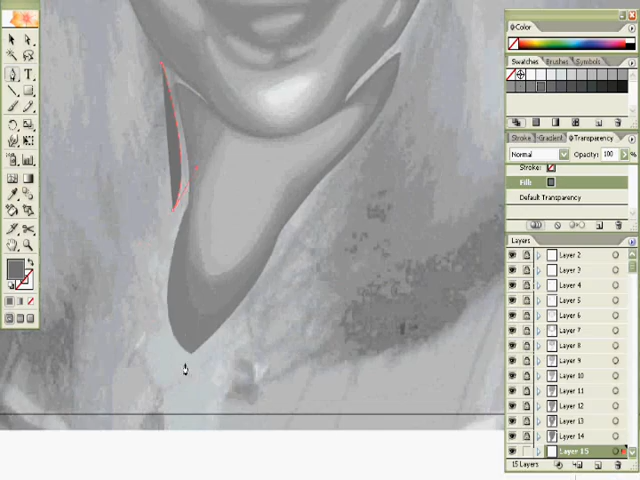 Color
Swatches Brushes Symbols
Stroke Gradient Transparency
Normal Opacity: 100 %
Stroke:
Fill:
Default Transparency
Layers
Layer 2
Layer 3
Layer 4
Layer 5
Layer 6
Layer 7
Layer 8
Layer 9
Layer 10
Layer 11
Layer 12
Layer 13
Layer 14
Layer 15
15 Layers